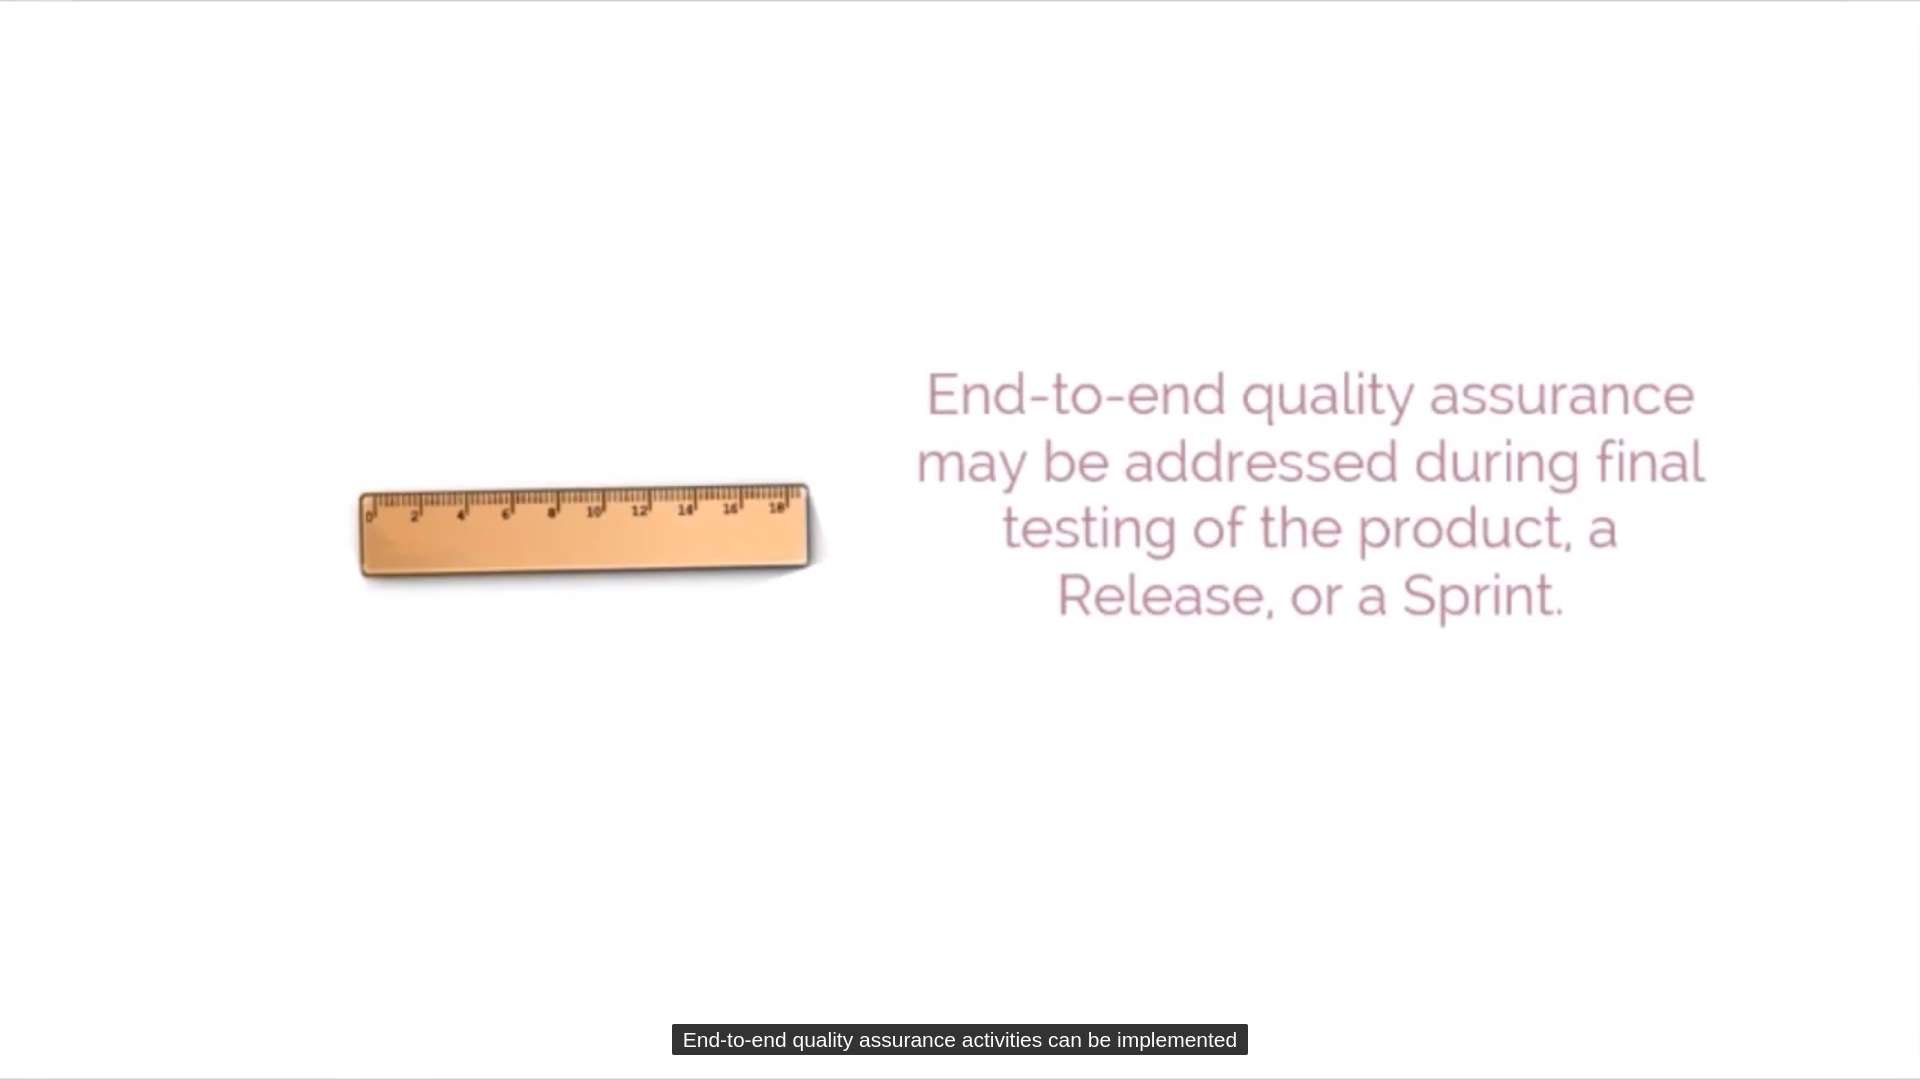 0 2 4 6 8 10 12 14 16 18
End-to-end quality assurance
may be addressed during final
testing of the product, a
Release, or a Sprint.
End-to-end quality assurance activities can be implemented